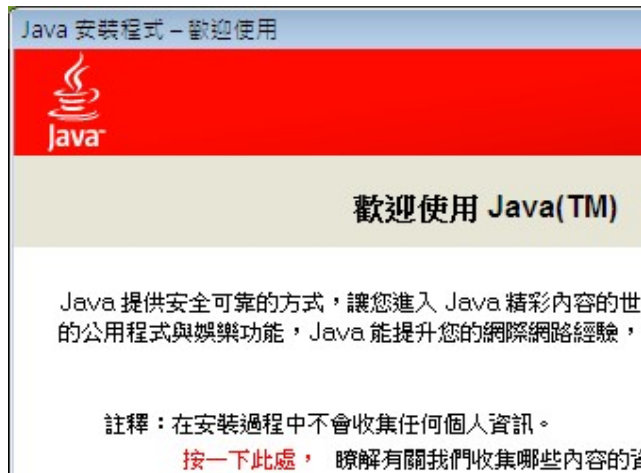 Java 安裝程式 – 歡迎使用
Java
歡迎使用 Java(TM)
Java 提供安全可靠的方式，讓您進入 Java 精彩內容的世
的公用程式與娛樂功能，Java 能提升您的網際網路經驗，
註釋：在安裝過程中不會收集任何個人資訊。
按一下此處， 瞭解有關我們收集哪些內容的資